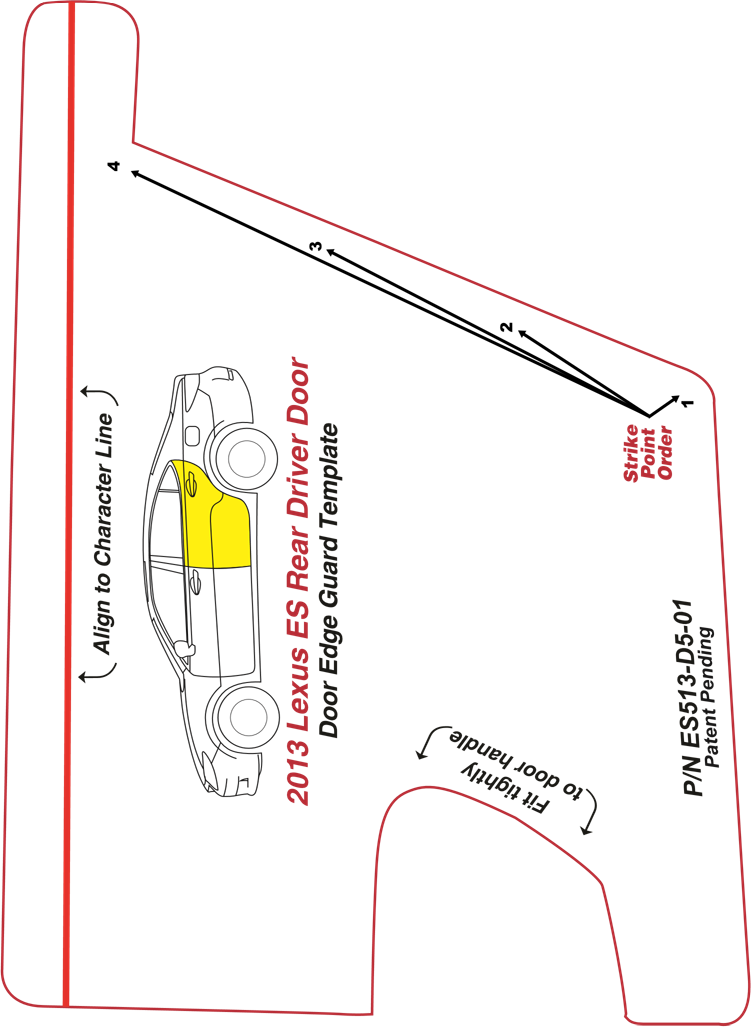 Align to Character Line
2013 Lexus ES Rear Driver Door
Door Edge Guard Template
4
3
2
1
Strike
Point
Order
Fit tightly
to door handle
P/N ES513-D5-01
Patent Pending